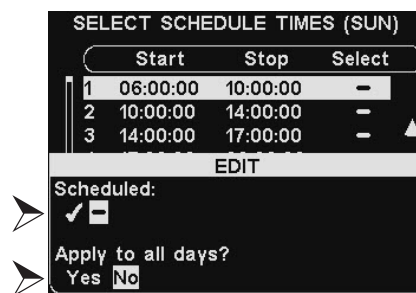 SELECT SCHEDULE TIMES (SUN)
Start Stop Select
1 06:00:00 10:00:00 –
2 10:00:00 14:00:00 –
3 14:00:00 17:00:00 –
EDIT
Scheduled:
✓ –
Apply to all days?
Yes No